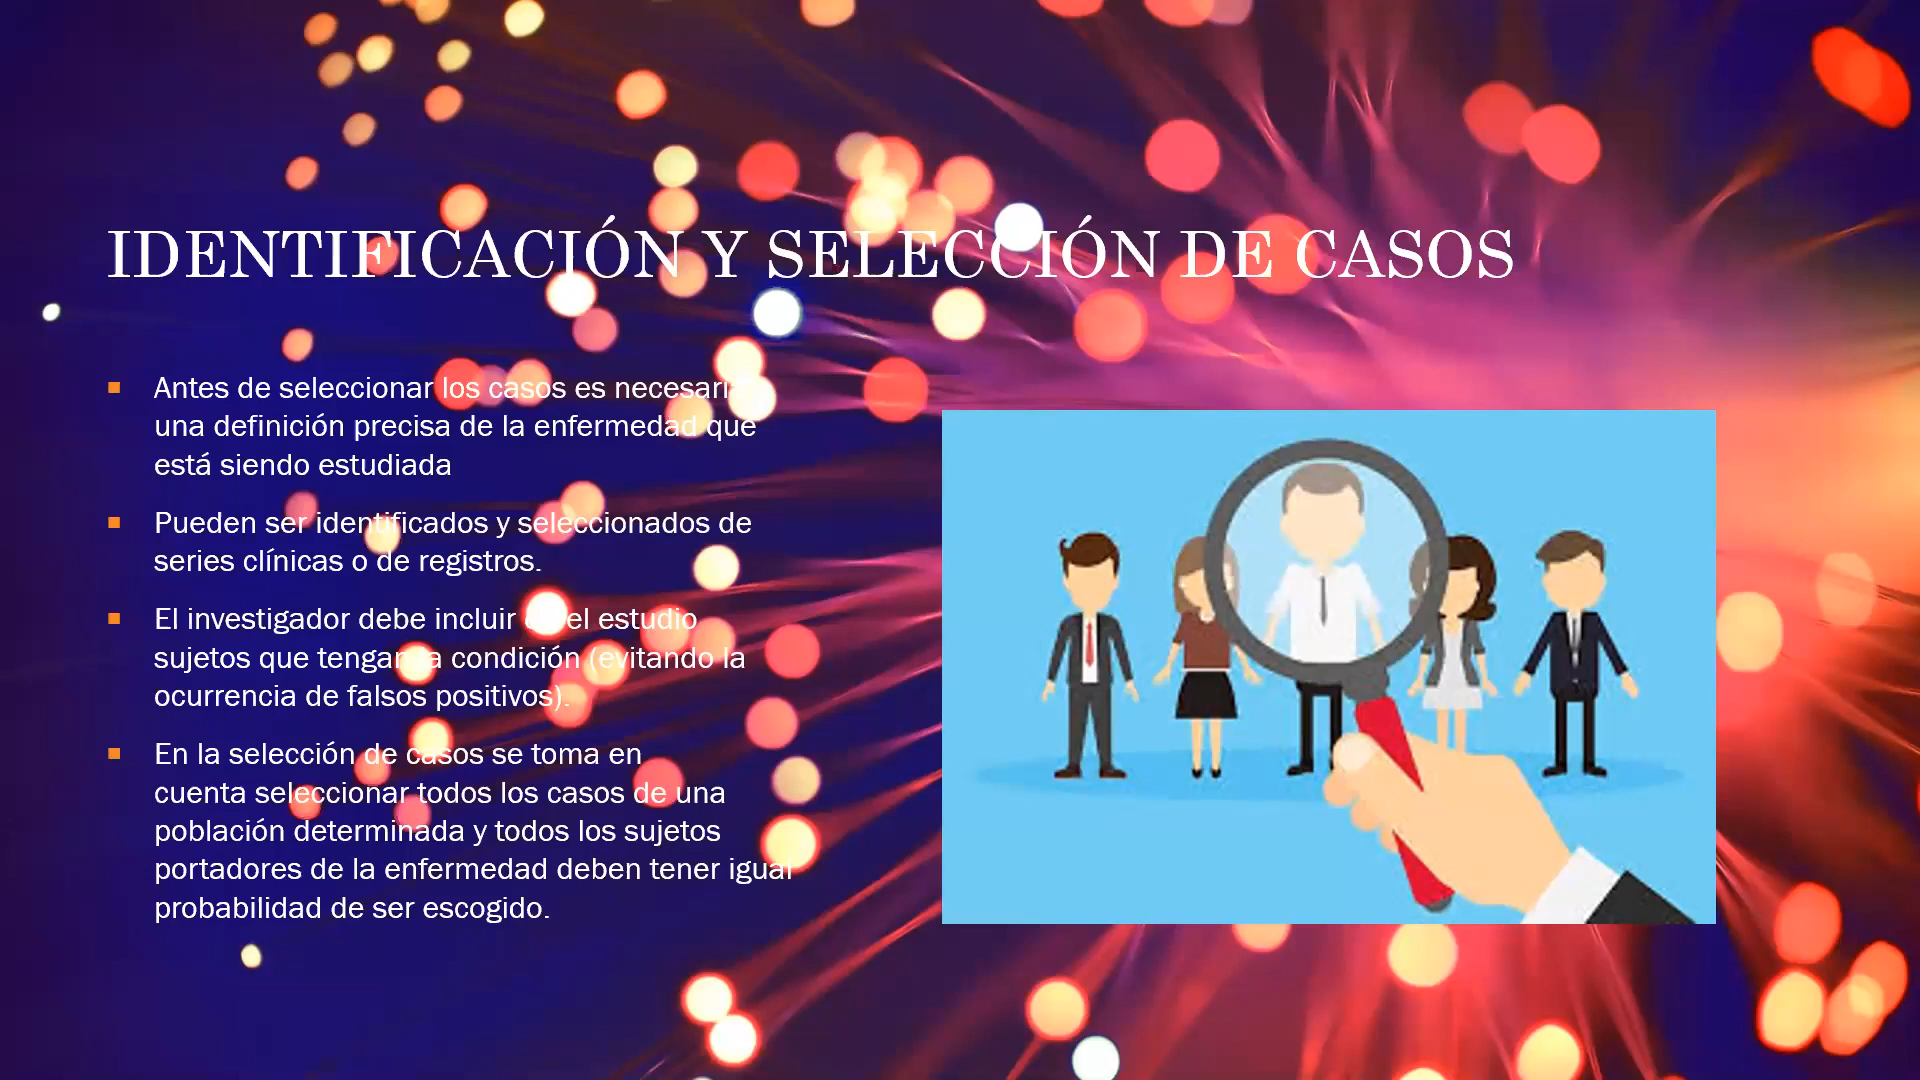 IDENTIFICACIÓN Y SELECCIÓN DE CASOS
Antes de seleccionar los casos es necesaria
una definición precisa de la enfermedad que
está siendo estudiada
Pueden ser identificados y seleccionados de
series clínicas o de registros.
El investigador debe incluir en el estudio
sujetos que tengan la condición (evitando la
ocurrencia de falsos positivos).
En la selección de casos se toma en
cuenta seleccionar todos los casos de una
población determinada y todos los sujetos
portadores de la enfermedad deben tener igual
probabilidad de ser escogido.